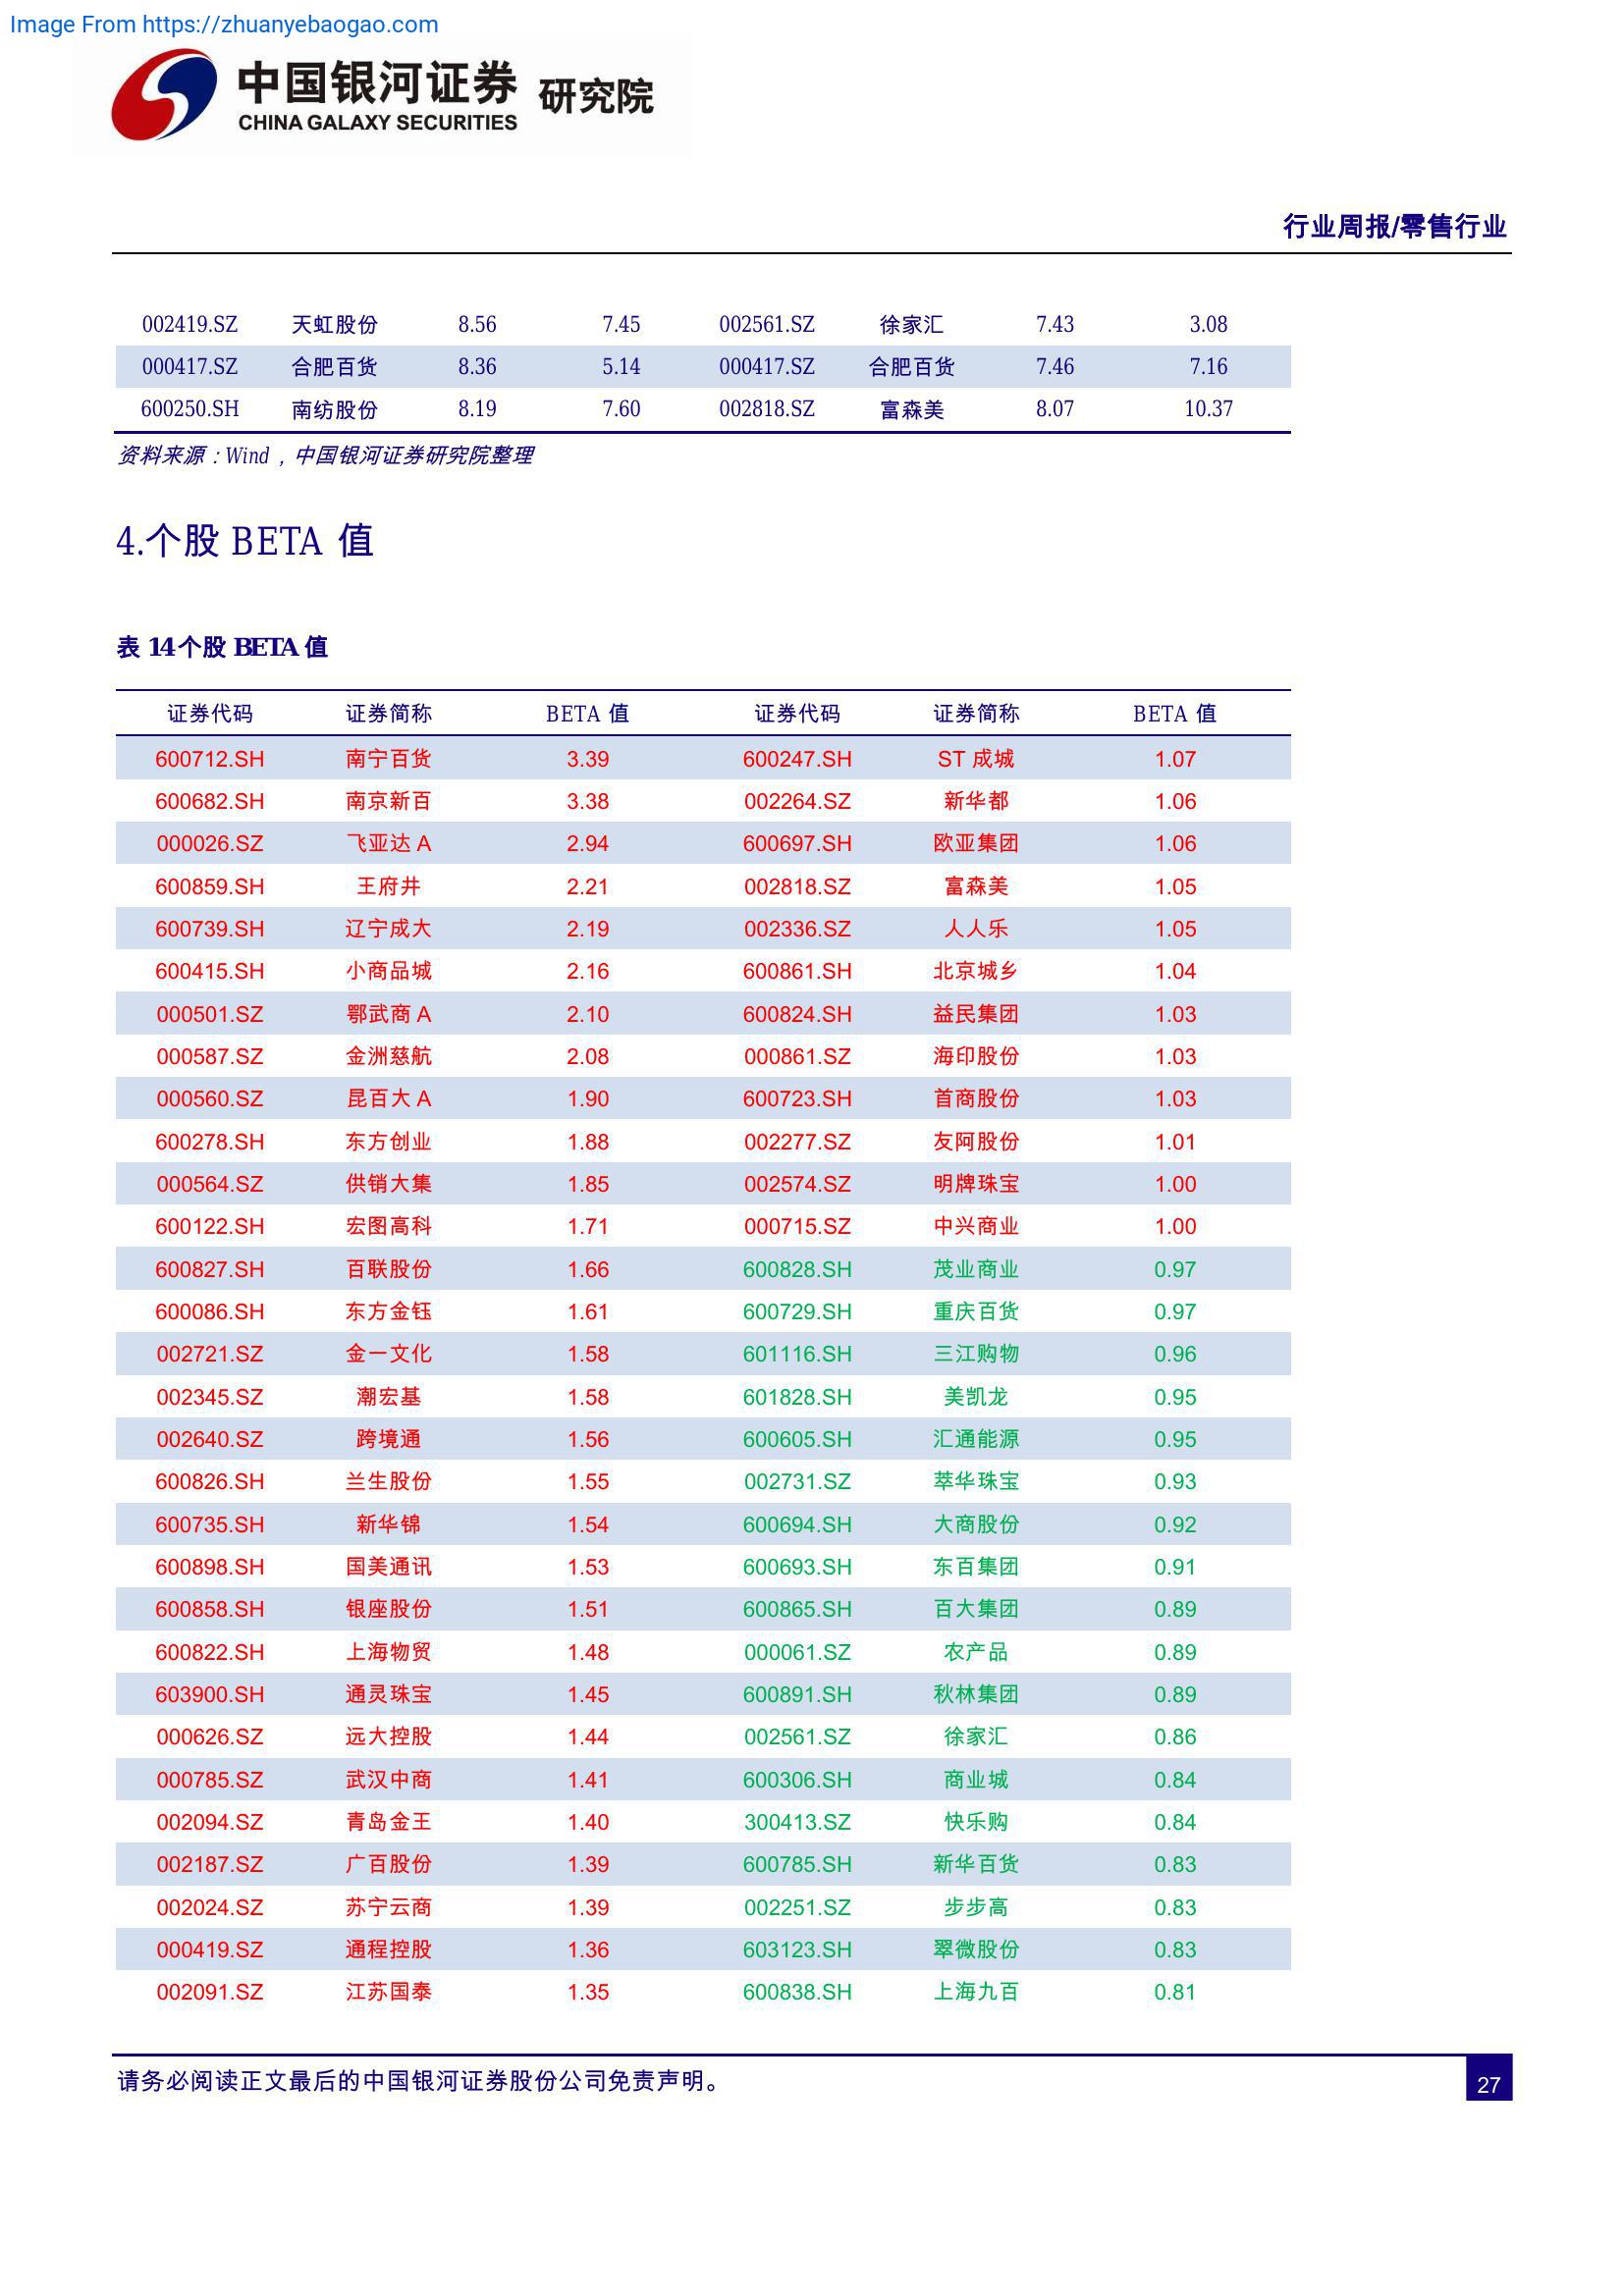 Image From https://zhuanyebaogao.com
中国银河证券 研究院
CHINA GALAXY SECURITIES
行业周报/零售行业
002419.SZ 天虹股份 8.56 7.45 002561.SZ 徐家汇 7.43 3.08
000417.SZ 合肥百货 8.36 5.14 000417.SZ 合肥百货 7.46 7.16
600250.SH 南纺股份 8.19 7.60 002818.SZ 富森美 8.07 10.37
资料来源：Wind，中国银河证券研究院整理
4.个股 BETA 值
表 14个股 BETA 值
证券代码 证券简称 BETA 值 证券代码 证券简称 BETA 值
600712.SH 南宁百货 3.39 600247.SH ST 成城 1.07
600682.SH 南京新百 3.38 002264.SZ 新华都 1.06
000026.SZ 飞亚达 A 2.94 600697.SH 欧亚集团 1.06
600859.SH 王府井 2.21 002818.SZ 富森美 1.05
600739.SH 辽宁成大 2.19 002336.SZ 人人乐 1.05
600415.SH 小商品城 2.16 600861.SH 北京城乡 1.04
000501.SZ 鄂武商 A 2.10 600824.SH 益民集团 1.03
000587.SZ 金洲慈航 2.08 000861.SZ 海印股份 1.03
000560.SZ 昆百大 A 1.90 600723.SH 首商股份 1.03
600278.SH 东方创业 1.88 002277.SZ 友阿股份 1.01
000564.SZ 供销大集 1.85 002574.SZ 明牌珠宝 1.00
600122.SH 宏图高科 1.71 000715.SZ 中兴商业 1.00
600827.SH 百联股份 1.66 600828.SH 茂业商业 0.97
600086.SH 东方金钰 1.61 600729.SH 重庆百货 0.97
002721.SZ 金一文化 1.58 601116.SH 三江购物 0.96
002345.SZ 潮宏基 1.58 601828.SH 美凯龙 0.95
002640.SZ 跨境通 1.56 600605.SH 汇通能源 0.95
600826.SH 兰生股份 1.55 002731.SZ 萃华珠宝 0.93
600735.SH 新华锦 1.54 600694.SH 大商股份 0.92
600898.SH 国美通讯 1.53 600693.SH 东百集团 0.91
600858.SH 银座股份 1.51 600865.SH 百大集团 0.89
600822.SH 上海物贸 1.48 000061.SZ 农产品 0.89
603900.SH 通灵珠宝 1.45 600891.SH 秋林集团 0.89
000626.SZ 远大控股 1.44 002561.SZ 徐家汇 0.86
000785.SZ 武汉中商 1.41 600306.SH 商业城 0.84
002094.SZ 青岛金王 1.40 300413.SZ 快乐购 0.84
002187.SZ 广百股份 1.39 600785.SH 新华百货 0.83
002024.SZ 苏宁云商 1.39 002251.SZ 步步高 0.83
000419.SZ 通程控股 1.36 603123.SH 翠微股份 0.83
002091.SZ 江苏国泰 1.35 600838.SH 上海九百 0.81
请务必阅读正文最后的中国银河证券股份公司免责声明。
27